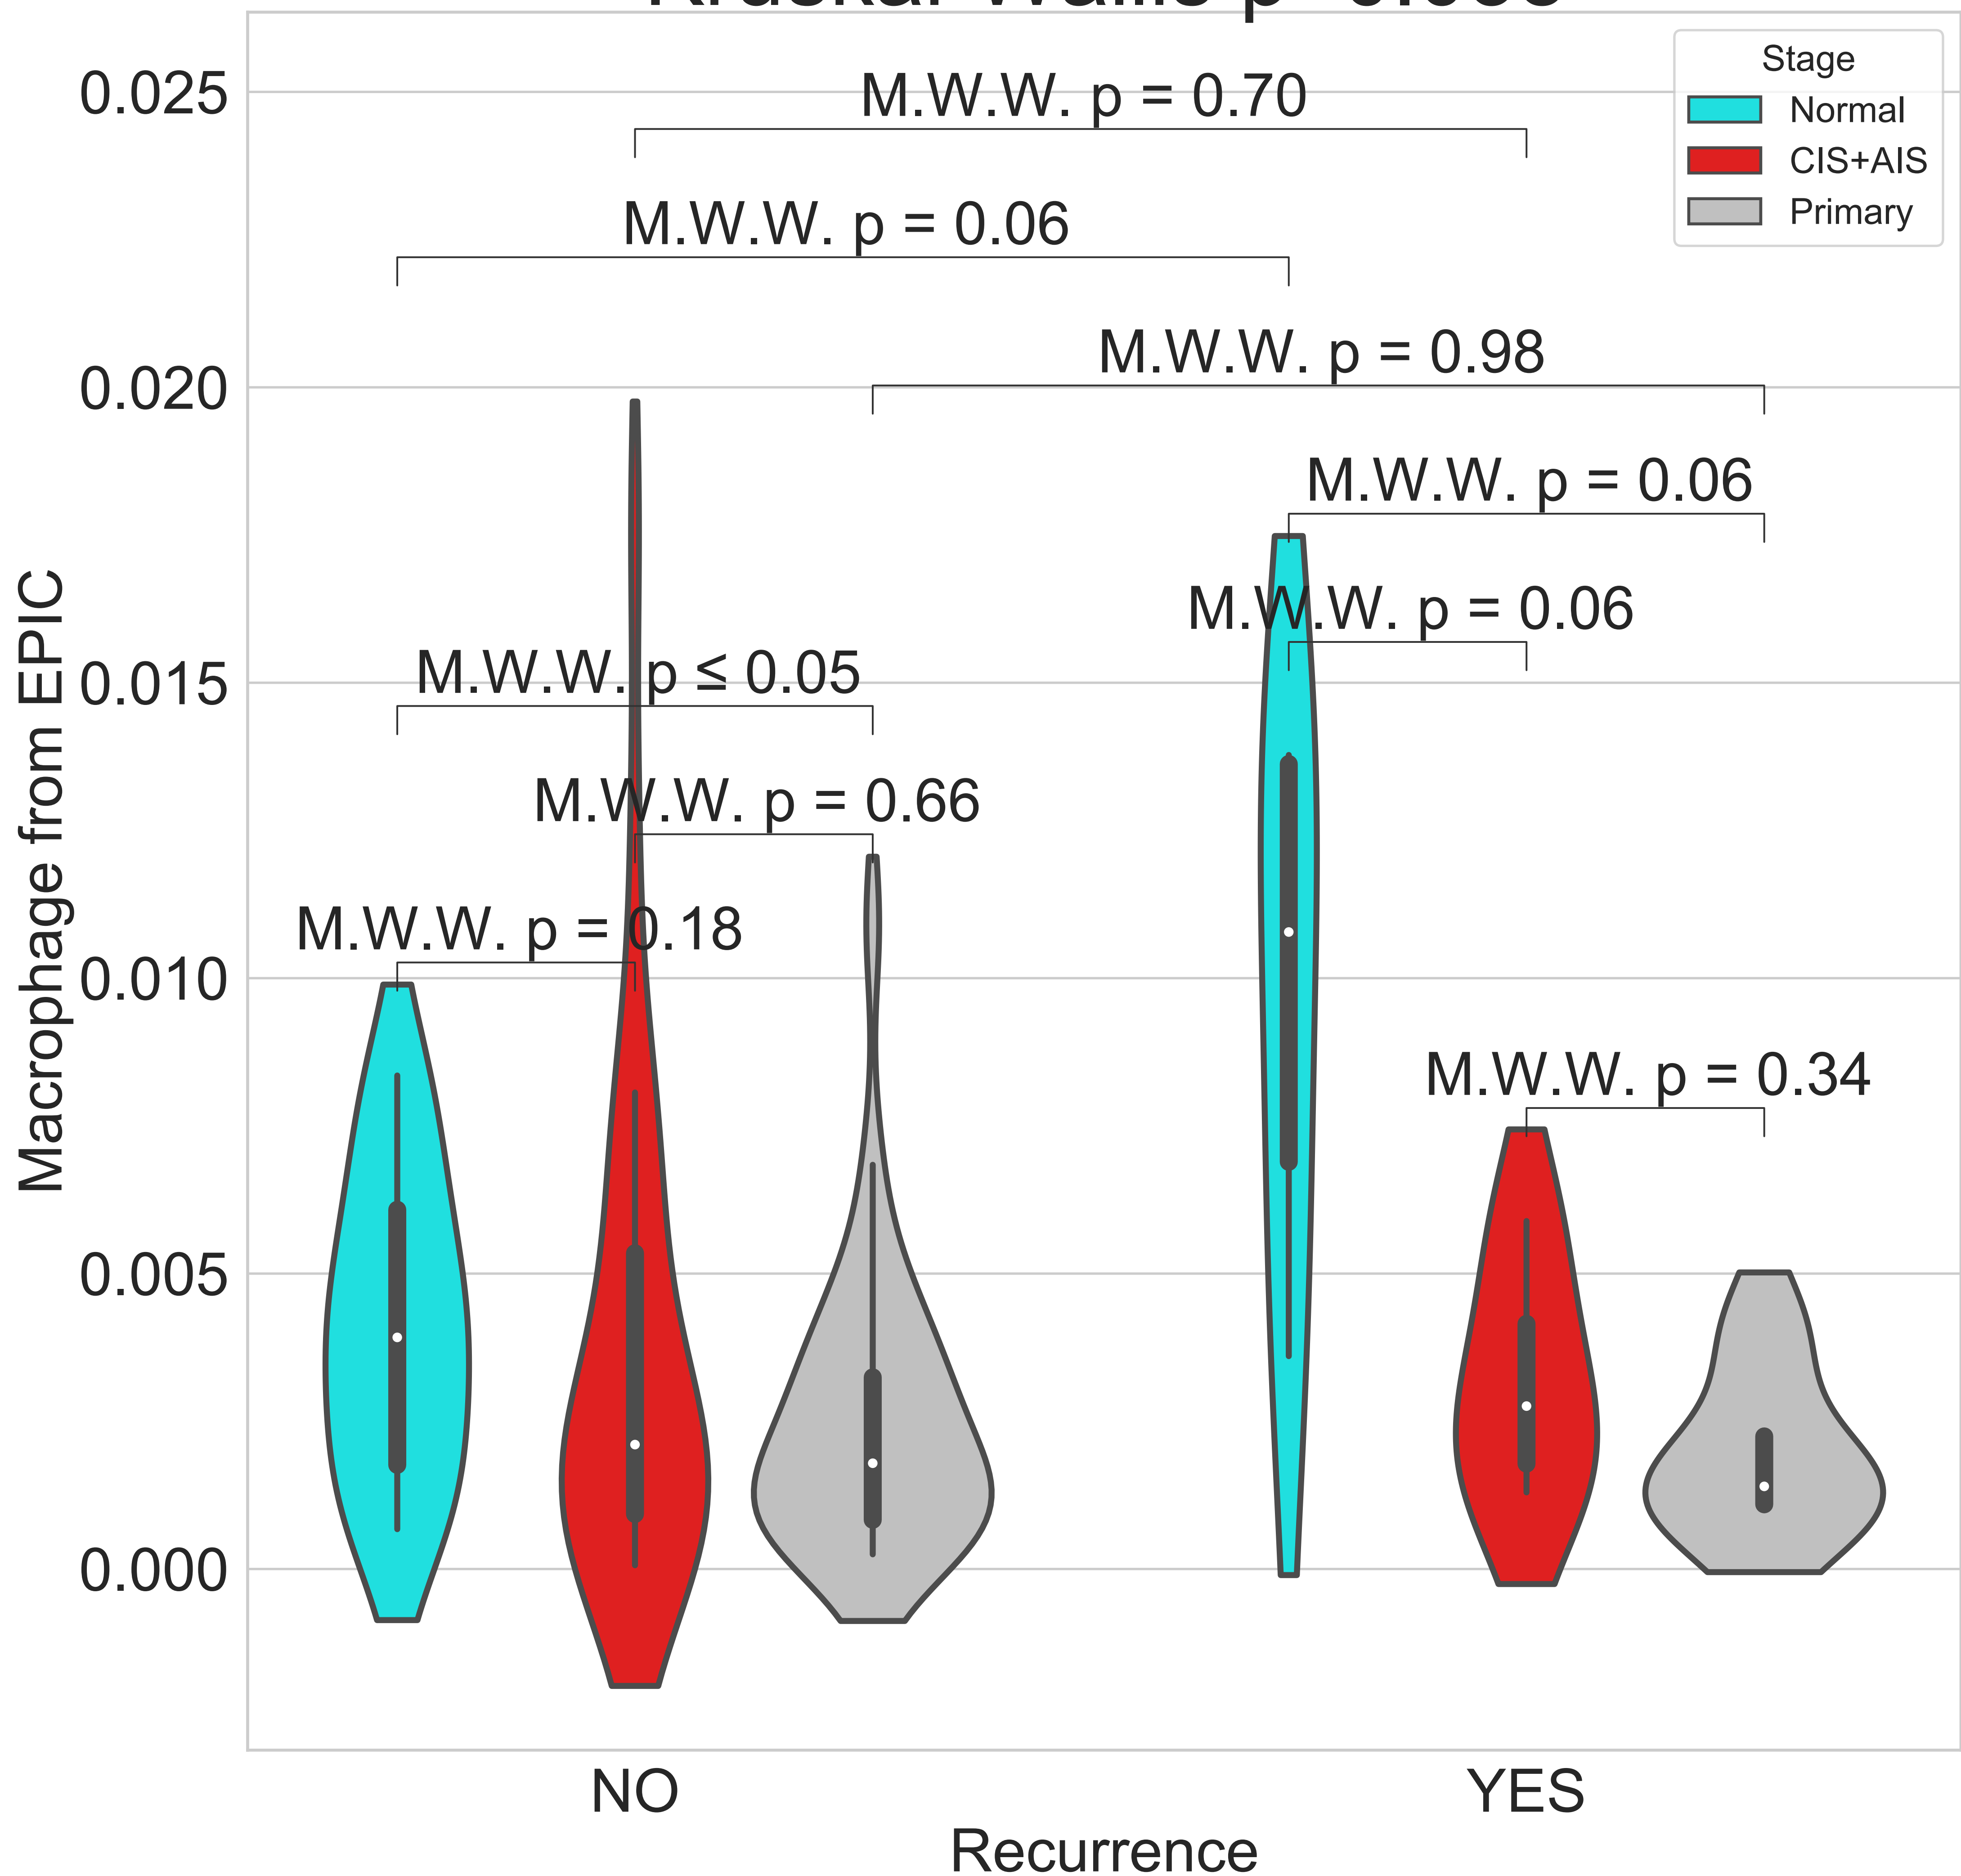 Stage
Normal
CIS+AIS
Primary
M.W.W. p = 0.70
M.W.W. p = 0.06
M.W.W. p = 0.98
M.W.W. p = 0.06
M.W.W. p = 0.06
M.W.W. p ≤ 0.05
M.W.W. p = 0.66
M.W.W. p = 0.18
M.W.W. p = 0.34
0.025
0.020
0.015
0.010
0.005
0.000
Macrophage from EPIC
NO
YES
Recurrence